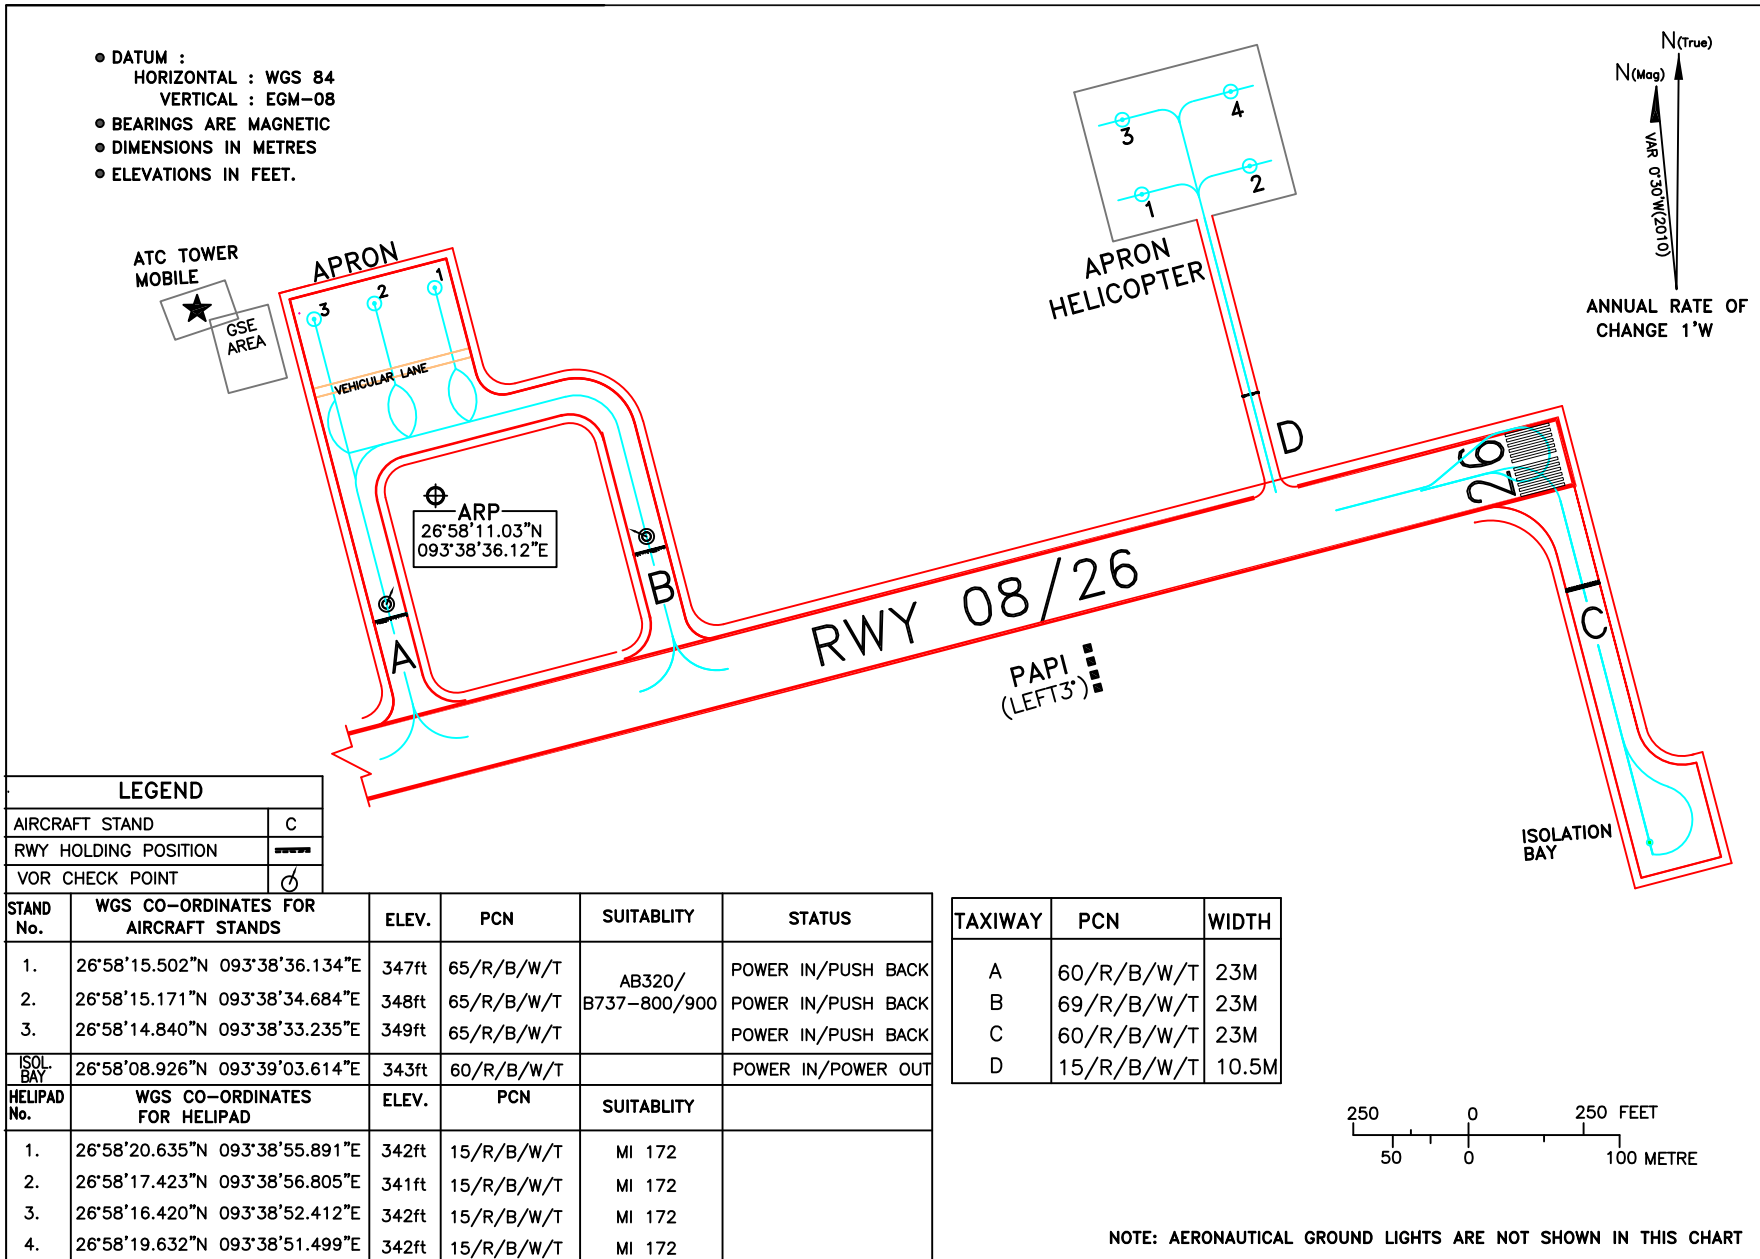 DATUM :
HORIZONTAL : WGS 84
VERTICAL : EGM-08
BEARINGS ARE MAGNETIC
DIMENSIONS IN METRES
ELEVATIONS IN FEET.
N(True)
N(Mag)
VAR 0°30'W(2010)
ANNUAL RATE OF
CHANGE 1'W
ATC TOWER
MOBILE
GSE
AREA
APRON
3
2
1
VEHICULAR LANE
3
4
1
2
APRON
HELICOPTER
ARP
26°58'11.03"N
093°38'36.12"E
A
B
D
C
26
RWY 08/26
PAPI
(LEFT3°)
ISOLATION
BAY
LEGEND
AIRCRAFT STAND C
RWY HOLDING POSITION
VOR CHECK POINT
STAND No. WGS CO-ORDINATES FOR AIRCRAFT STANDS ELEV. PCN SUITABLITY STATUS
1. 26°58'15.502"N 093°38'36.134"E 347ft 65/R/B/W/T POWER IN/PUSH BACK
AB320/
B737-800/900
2. 26°58'15.171"N 093°38'34.684"E 348ft 65/R/B/W/T POWER IN/PUSH BACK
3. 26°58'14.840"N 093°38'33.235"E 349ft 65/R/B/W/T POWER IN/PUSH BACK
ISOL. BAY 26°58'08.926"N 093°39'03.614"E 343ft 60/R/B/W/T POWER IN/POWER OUT
HELIPAD No. WGS CO-ORDINATES FOR HELIPAD ELEV. PCN SUITABLITY
1. 26°58'20.635"N 093°38'55.891"E 342ft 15/R/B/W/T MI 172
2. 26°58'17.423"N 093°38'56.805"E 341ft 15/R/B/W/T MI 172
3. 26°58'16.420"N 093°38'52.412"E 342ft 15/R/B/W/T MI 172
4. 26°58'19.632"N 093°38'51.499"E 342ft 15/R/B/W/T MI 172
TAXIWAY PCN WIDTH
A 60/R/B/W/T 23M
B 69/R/B/W/T 23M
C 60/R/B/W/T 23M
D 15/R/B/W/T 10.5M
250 0 250 FEET
50 0 100 METRE
NOTE: AERONAUTICAL GROUND LIGHTS ARE NOT SHOWN IN THIS CHART